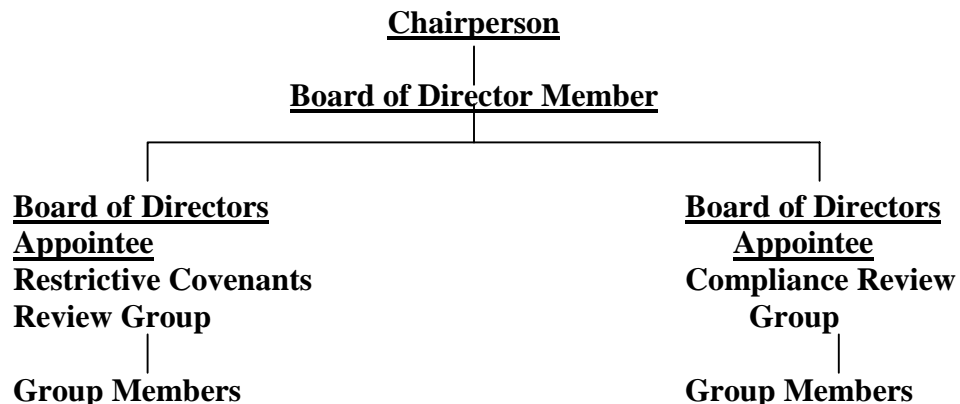 Chairperson
Board of Director Member
Board of Directors
Appointee
Restrictive Covenants
Review Group
Group Members
Board of Directors
Appointee
Compliance Review
Group
Group Members